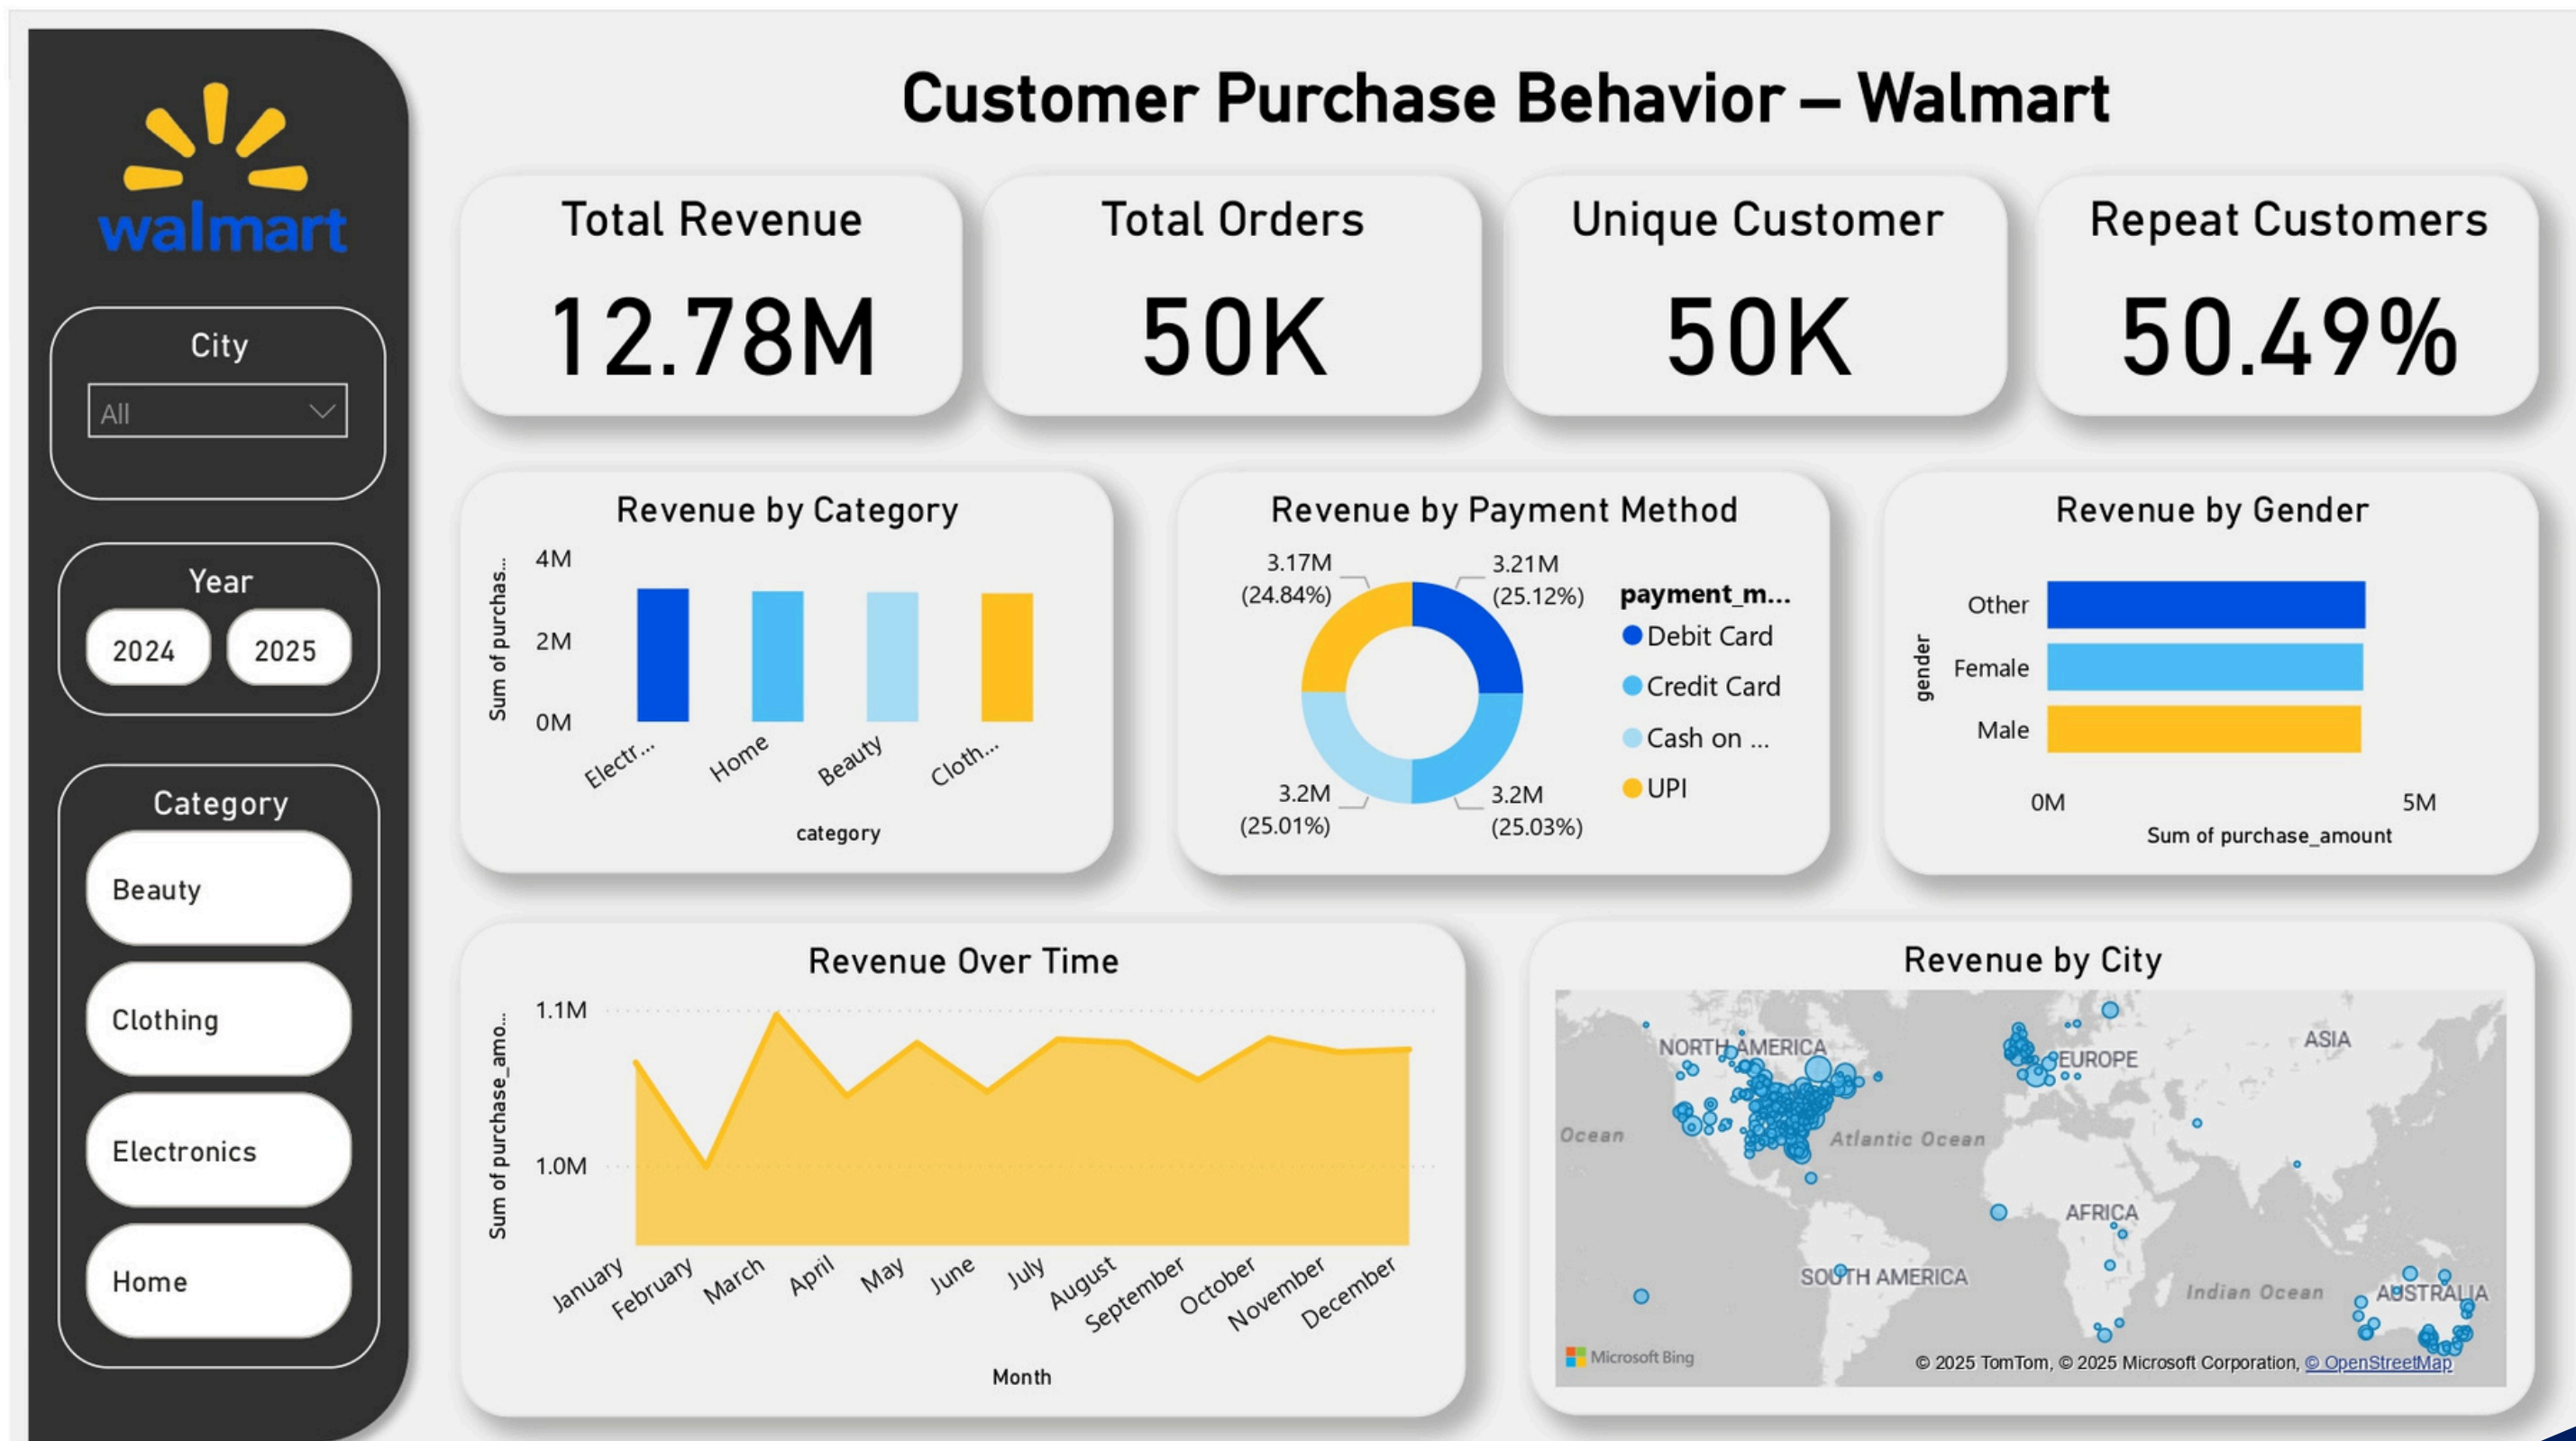 Customer Purchase Behavior – Walmart
walmart
City
All
Year
2024
2025
Category
Beauty
Clothing
Electronics
Home
Total Revenue
12.78M
Total Orders
50K
Unique Customer
50K
Repeat Customers
50.49%
Revenue by Category
Sum of purchas...
4M
2M
0M
Electr...
Home
Beauty
Cloth...
category
Revenue by Payment Method
3.17M
(24.84%)
3.21M
(25.12%)
3.2M
(25.01%)
3.2M
(25.03%)
payment_m...
Debit Card
Credit Card
Cash on ...
UPI
Revenue by Gender
gender
Other
Female
Male
0M
5M
Sum of purchase_amount
Revenue Over Time
Sum of purchase_amo...
1.1M
1.0M
January
February
March
April
May
June
July
August
September
October
November
December
Month
Revenue by City
NORTH AMERICA
EUROPE
ASIA
Ocean
Atlantic Ocean
AFRICA
SOUTH AMERICA
Indian Ocean
AUSTRALIA
Microsoft Bing
© 2025 TomTom, © 2025 Microsoft Corporation, © OpenStreetMap